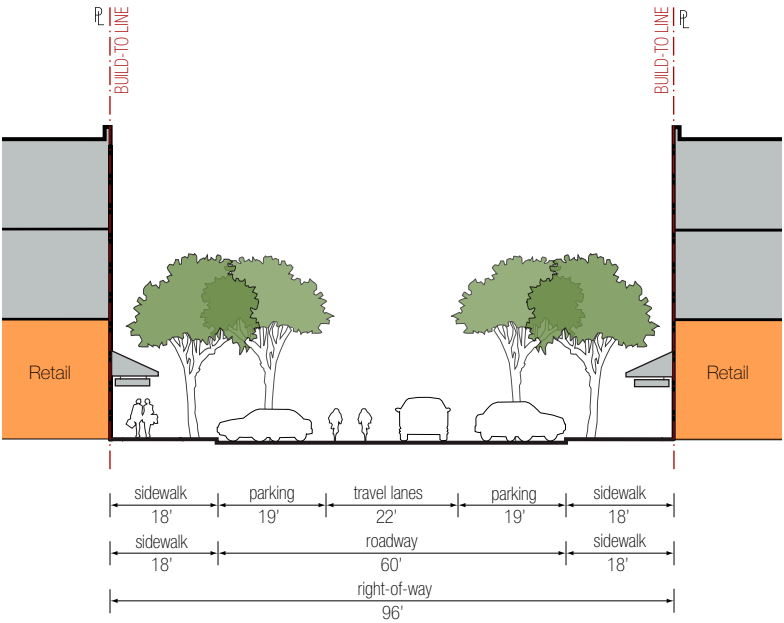 PL
BUILD-TO LINE
BUILD-TO LINE
PL
Retail
Retail
sidewalk parking travel lanes parking sidewalk
18' 19' 22' 19' 18'
sidewalk roadway sidewalk
18' 60' 18'
right-of-way
96'